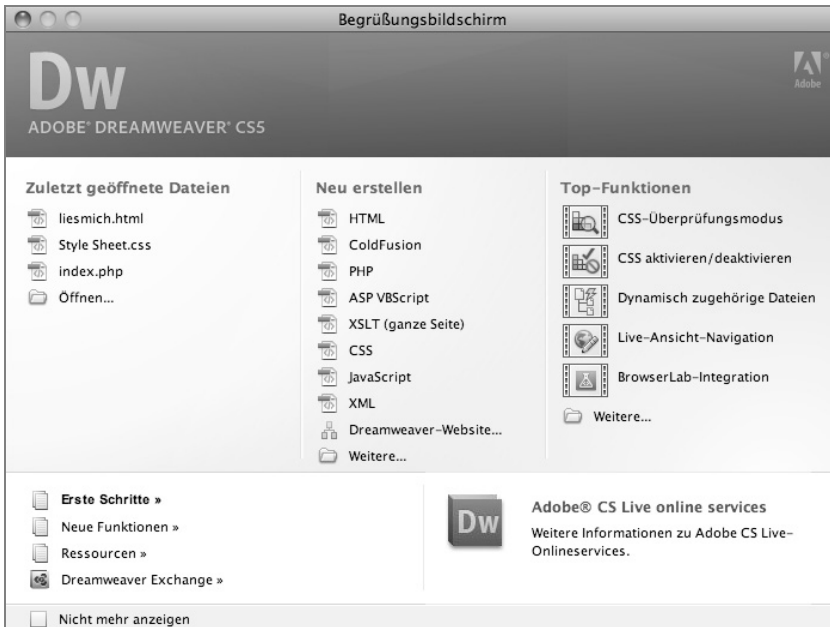 Begrüßungsbildschirm
Dw
ADOBE® DREAMWEAVER® CS5
Adobe
Zuletzt geöffnete Dateien
liesmich.html
Style Sheet.css
index.php
Öffnen...
Neu erstellen
HTML
ColdFusion
PHP
ASP VBScript
XSLT (ganze Seite)
CSS
JavaScript
XML
Dreamweaver-Website...
Weitere...
Top-Funktionen
CSS-Überprüfungsmodus
CSS aktivieren/deaktivieren
Dynamisch zugehörige Dateien
Live-Ansicht-Navigation
BrowserLab-Integration
Weitere...
Erste Schritte »
Neue Funktionen »
Ressourcen »
Dreamweaver Exchange »
Dw
Adobe® CS Live online services
Weitere Informationen zu Adobe CS Live-
Onlineservices.
Nicht mehr anzeigen